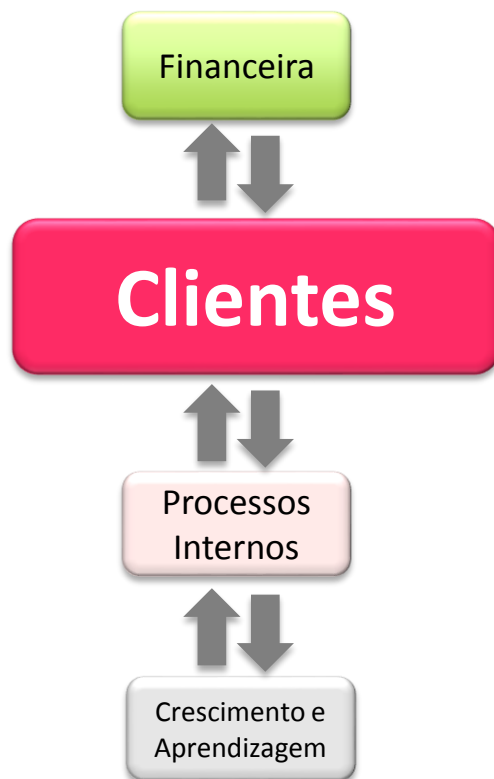 Financeira
Clientes
Processos
Internos
Crescimento e
Aprendizagem